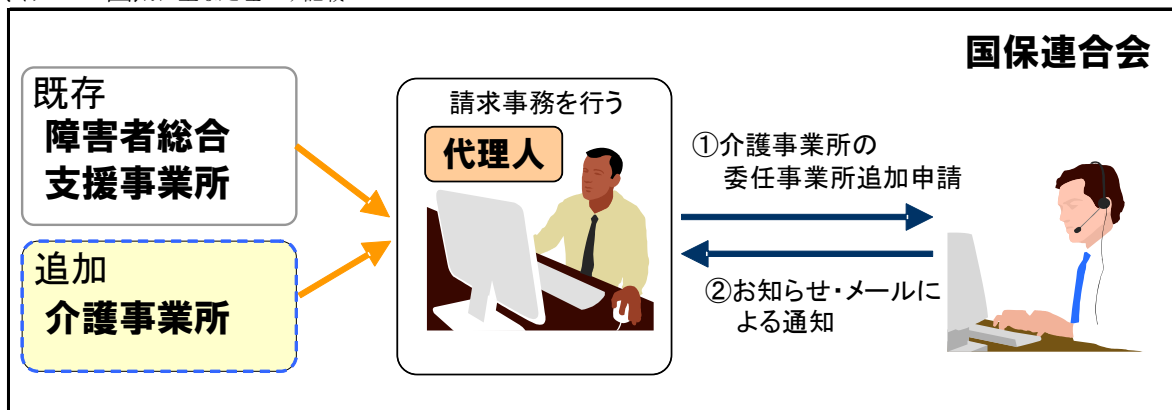 国保連合会
既存
障害者総合
支援事業所
追加
介護事業所
請求事務を行う
代理人
①介護事業所の
委任事業所追加申請
②お知らせ・メールに
よる通知